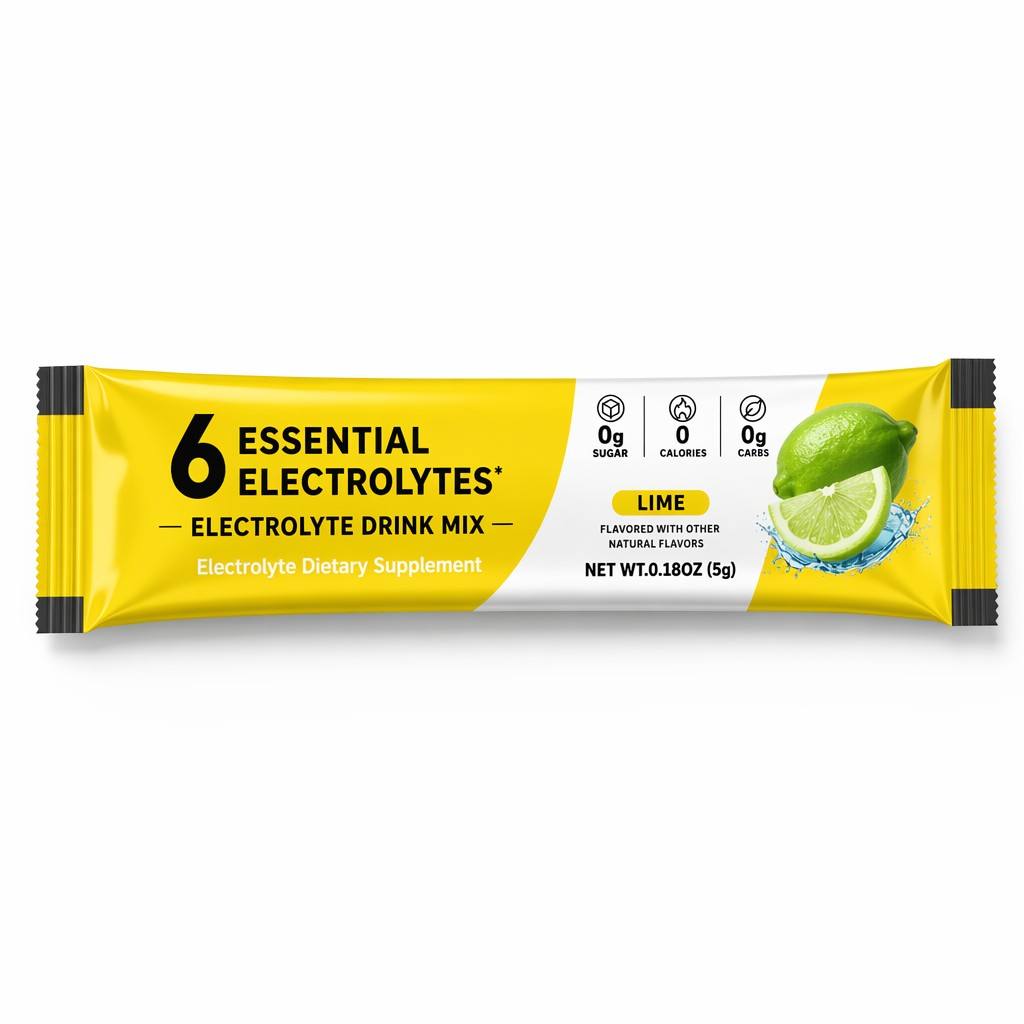 6 ESSENTIAL
ELECTROLYTES*
— ELECTROLYTE DRINK MIX —
Electrolyte Dietary Supplement
0g
SUGAR
0
CALORIES
0g
CARBS
LIME
FLAVORED WITH OTHER
NATURAL FLAVORS
NET WT.0.18OZ (5g)